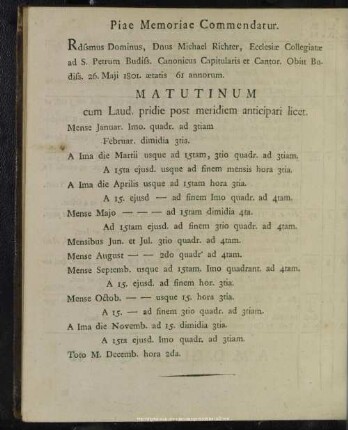 Piae Memoriae Commendatur.
Rdssmus Dominus, Dnus Michael Richter, Ecclesiæ Collegiatæ
ad S. Petrum Budiss. Canonicus Capitularis et Cantor. Obiit Bu-
diss. 26. Maji 1801. ætatis 61 annorum.
MATUTINUM
cum Laud. pridie post meridiem anticipari licet.
Mense Januar. Imo. quadr. ad 3tiam
Februar. dimidia 3tia.
A Ima die Martii usque ad 15tam, 3tio quadr. ad 3tiam.
A 15ta ejusd. usque ad finem mensis hora 3tia.
A Ima die Aprilis usque ad 15tam hora 3tia.
A 15. ejusd — ad finem Imo quadr. ad 4tam.
Mense Majo — — — ad 15tam dimidia 4ta.
Ad 15tam ejusd. ad finem 3tio quadr. ad 4tam.
Mensibus Jun. et Jul. 3tio quadr. ad 4tam.
Mense August — — 2do quadr. ad 4tam.
Mense Septemb. usque ad 15tam. Imo quadrant. ad 4tam.
A 15. ejusd. ad finem hor. 3tia.
Mense Octob. — — usque 15. hora 3tia.
A 15. — ad finem 3tio quadr. ad 3tiam.
A Ima die Novemb. ad 15. dimidia 3tia.
A 15ta ejusd. Imo quadr. ad 3tiam.
Toto M. Decemb. hora 2da.